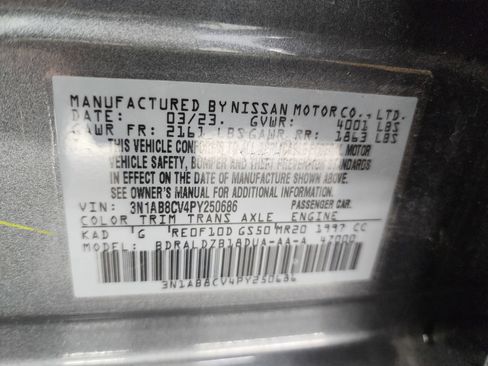 MANUFACTURED BY NISSAN MOTOR CO., LTD.
DATE: 03/23. GVWR: 4001 LBS
GAWR FR: 2161 LBS GAWR RR: 1863 LBS
THIS VEHICLE CONFORMS TO ALL FEDERAL MOTOR
VEHICLE SAFETY, BUMPER AND THEFT PREVENTION STANDARDS
IN EFFECT ON THE DATE OF MANUFACTURE SHOWN ABOVE.
SEE OWNER'S MANUAL FOR ADDITIONAL INFORMATION.
VIN: 3N1AB8CV4PY250686 PASSENGER CAR.
COLOR TRIM TRANS AXLE ENGINE
KAD G RE0F10D GS50 MR20 1997 CC
MODEL: BDRALDZB18DUA-AA-A 47000
3N1AB8CV4PY250686